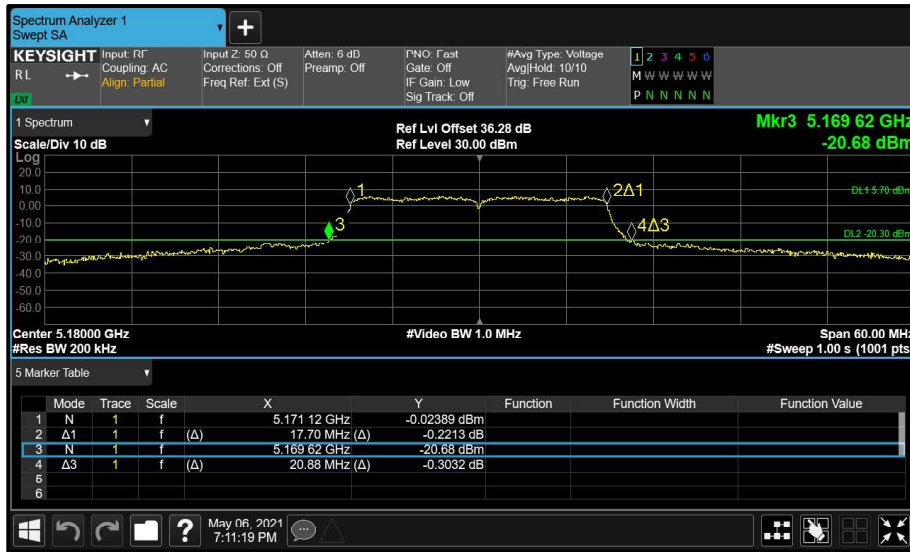 Spectrum Analyzer 1
Swept SA
+
KEYSIGHT
RL
LXI
Input: RF
Coupling: AC
Align: Partial
Input Z: 50 Ω
Corrections: Off
Freq Ref: Ext (S)
Atten: 6 dB
Preamp: Off
PNO: Fast
Gate: Off
IF Gain: Low
Sig Track: Off
#Avg Type: Voltage
Avg|Hold: 10/10
Trig: Free Run
1 2 3 4 5 6
M W W W W W
P N N N N N
1 Spectrum
Scale/Div 10 dB
Ref Lvl Offset 36.28 dB
Ref Level 30.00 dBm
Mkr3 5.169 62 GHz
-20.68 dBm
Log
20.0
10.0
0.00
-10.0
-20.0
-30.0
-40.0
-50.0
-60.0
1
2Δ1
3
4Δ3
DL1 5.70 dBm
DL2 -20.30 dBm
Center 5.18000 GHz
#Video BW 1.0 MHz
Span 60.00 MHz
#Res BW 200 kHz
#Sweep 1.00 s (1001 pts
5 Marker Table
Mode Trace Scale X Y Function Function Width Function Value
1 N 1 f 5.171 12 GHz -0.02389 dBm
2 Δ1 1 f (Δ) 17.70 MHz (Δ) -0.2213 dB
3 N 1 f 5.169 62 GHz -20.68 dBm
4 Δ3 1 f (Δ) 20.88 MHz (Δ) -0.3032 dB
5
6
?
May 06, 2021
7:11:19 PM